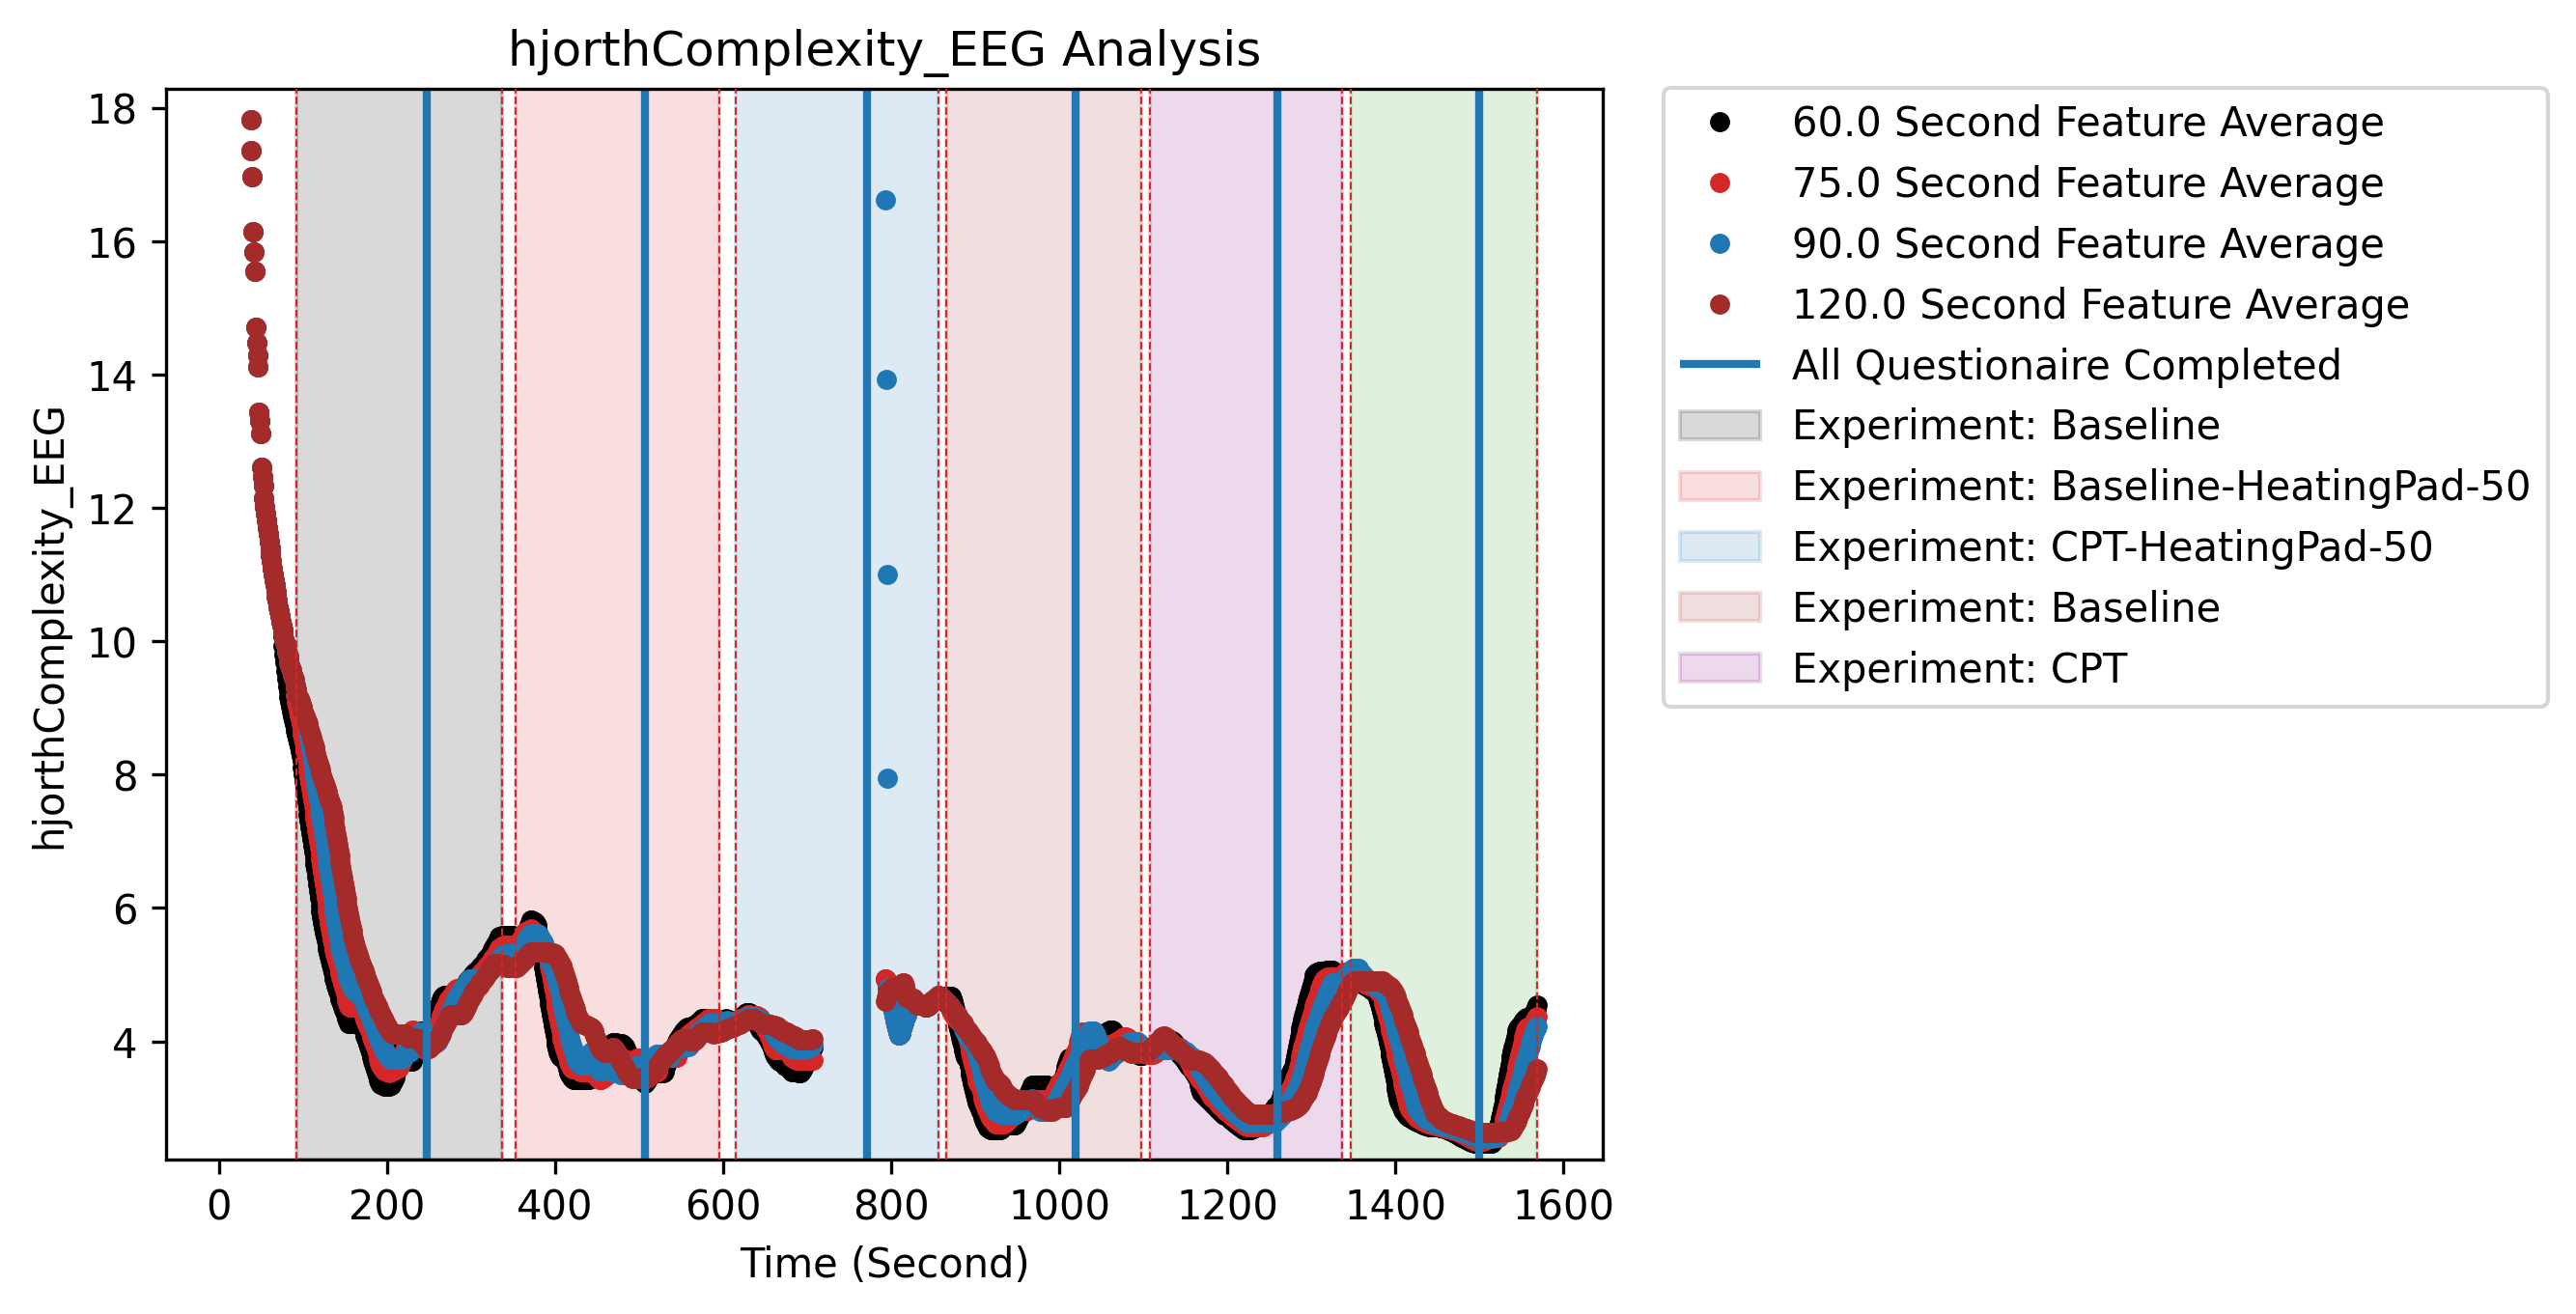 hjorthComplexity_EEG Analysis
hjorthComplexity_EEG
18
16
14
12
10
8
6
4
0
200
400
600
800
1000
1200
1400
1600
Time (Second)
60.0 Second Feature Average
75.0 Second Feature Average
90.0 Second Feature Average
120.0 Second Feature Average
All Questionaire Completed
Experiment: Baseline
Experiment: Baseline-HeatingPad-50
Experiment: CPT-HeatingPad-50
Experiment: Baseline
Experiment: CPT